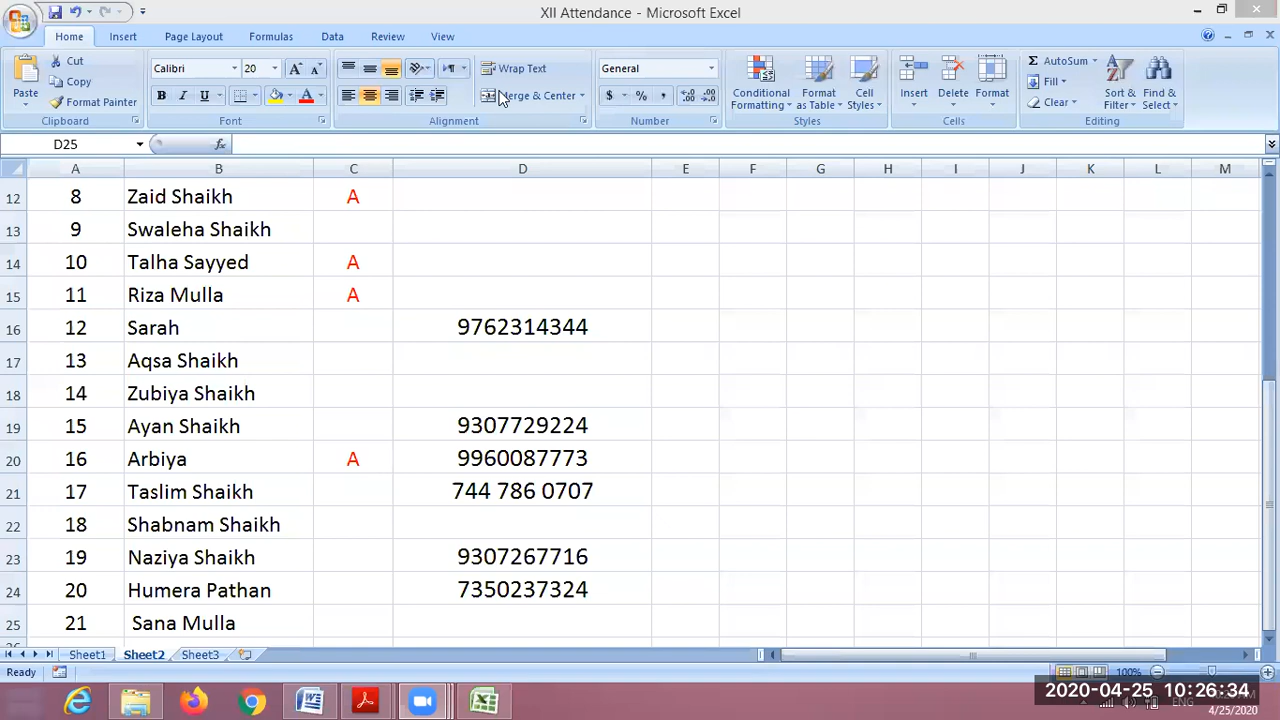 XII Attendance - Microsoft Excel
Home Insert Page Layout Formulas Data Review View
Paste Cut Copy Format Painter Clipboard
Calibri 20 A A B I U A Font
Wrap Text Merge & Center Alignment
General $ % , Number
Conditional Formatting Format as Table Cell Styles Styles
Insert Delete Format Cells
Σ AutoSum Fill Clear Sort & Filter Find & Select Editing
D25 fx
A B C D E F G H I J K L M
12 8 Zaid Shaikh A
13 9 Swaleha Shaikh
14 10 Talha Sayyed A
15 11 Riza Mulla A
16 12 Sarah 9762314344
17 13 Aqsa Shaikh
18 14 Zubiya Shaikh
19 15 Ayan Shaikh 9307729224
20 16 Arbiya A 9960087773
21 17 Taslim Shaikh 744 786 0707
22 18 Shabnam Shaikh
23 19 Naziya Shaikh 9307267716
24 20 Humera Pathan 7350237324
25 21 Sana Mulla
Sheet1 Sheet2 Sheet3
Ready 100%
2020-04-25 10:26:34
ENG
4/25/2020